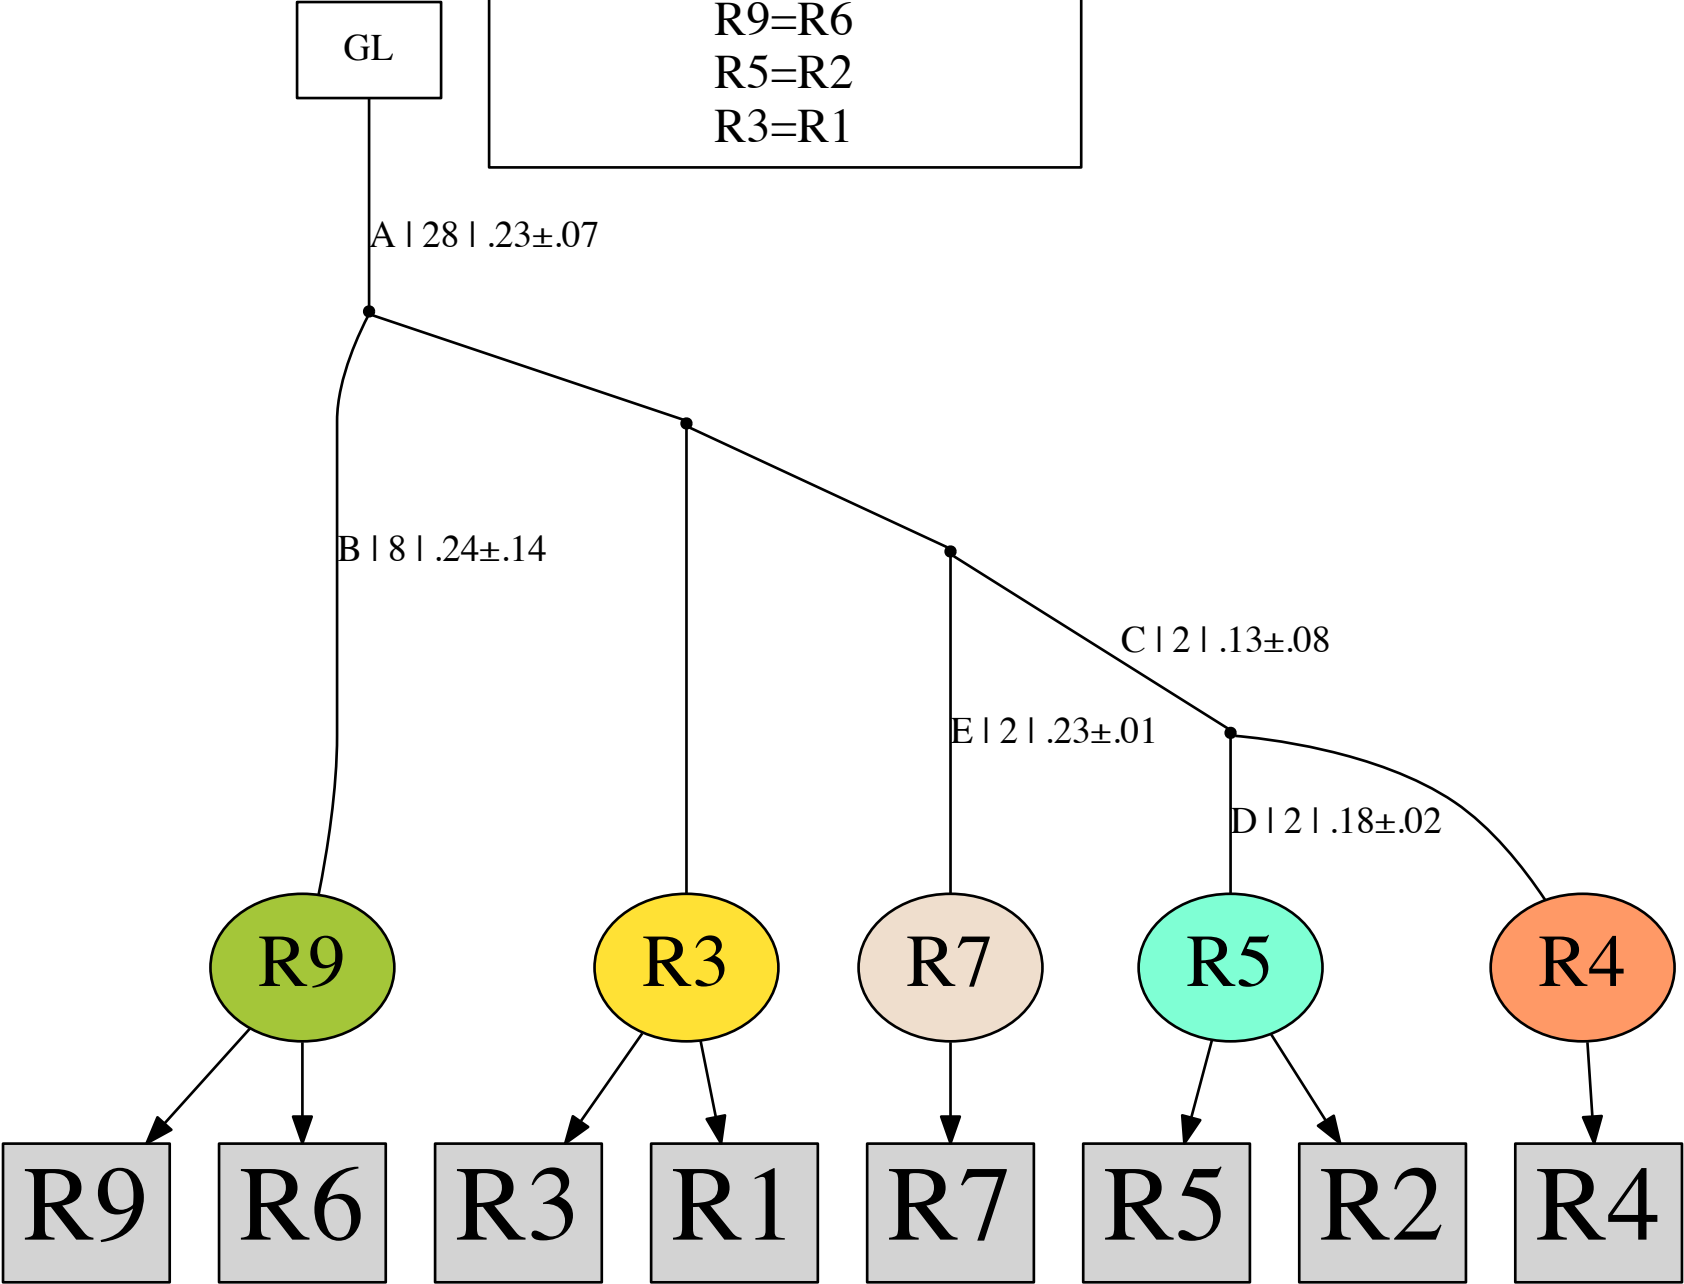 GL
R9=R6
R5=R2
R3=R1
A | 28 | .23±.07
B | 8 | .24±.14
C | 2 | .13±.08
E | 2 | .23±.01
D | 2 | .18±.02
R9 R3 R7 R5 R4
R9 R6 R3 R1 R7 R5 R2 R4